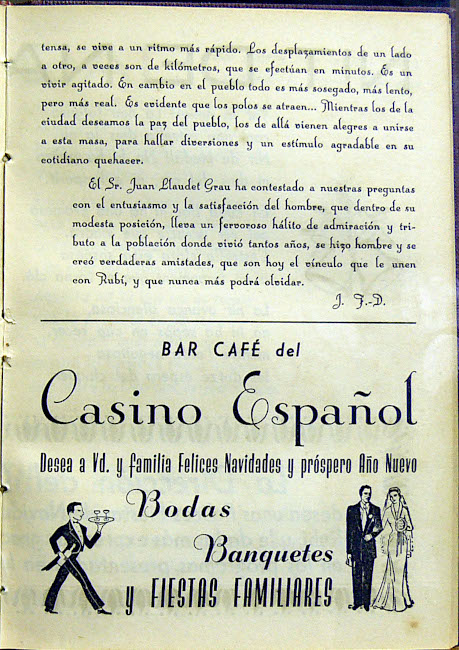 tensa, se vive a un ritmo más rápido. Los desplazamientos de un lado
a otro, a veces son de kilómetros, que se efectúan en minutos. Es un
vivir agitado. En cambio en el pueblo todo es más sosegado, más lento,
pero más real. Es evidente que los polos se atraen... Mientras los de la
ciudad deseamos la paz del pueblo, los de allá vienen alegres a unirse
a esta masa, para hallar diversiones y un estímulo agradable en su
cotidiano quehacer.
El Sr. Juan Llaudet Grau ha contestado a nuestras preguntas
con el entusiasmo y la satisfacción del hombre, que dentro de su
modesta posición, lleva un fervoroso hálito de admiración y tri-
buto a la población donde vivió tantos años, se hizo hombre y se
creó verdaderas amistades, que son hoy el vínculo que le unen
con Rubí, y que nunca más podrá olvidar.
J. F.-D.
BAR CAFÉ del
Casino Español
Desea a Vd. y familia Felices Navidades y próspero Año Nuevo
Bodas
Banquetes
y FIESTAS FAMILIARES